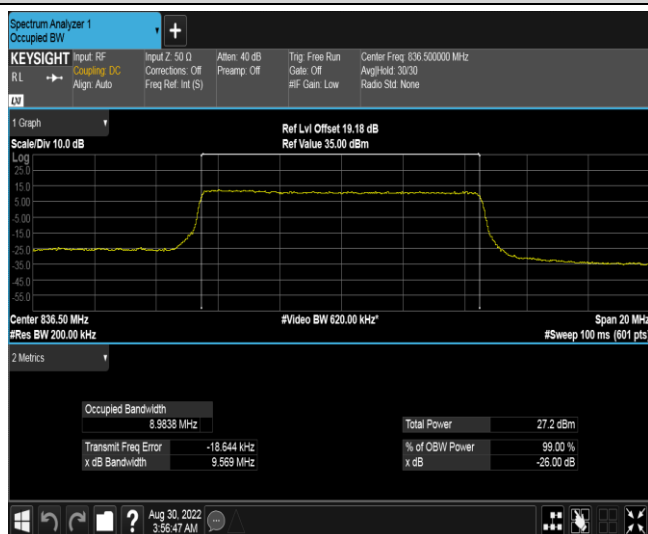 Spectrum Analyzer 1
Occupied BW
+
KEYSIGHT
Input: RF
Coupling: DC
Align: Auto
Input Z: 50 Ω
Corrections: Off
Freq Ref: Int (S)
Atten: 40 dB
Preamp: Off
Trig: Free Run
Gate: Off
#IF Gain: Low
Center Freq: 836.500000 MHz
Avg|Hold: 30/30
Radio Std: None
R L
LXI
1 Graph
Ref Lvl Offset 19.18 dB
Scale/Div 10.0 dB
Ref Value 35.00 dBm
Log
25.0
15.0
5.00
-5.00
-15.0
-25.0
-35.0
-45.0
-55.0
Center 836.50 MHz
#Video BW 620.00 kHz*
Span 20 MHz
#Res BW 200.00 kHz
#Sweep 100 ms (601 pts)
2 Metrics
Occupied Bandwidth
8.9838 MHz
Total Power 27.2 dBm
Transmit Freq Error -18.644 kHz
% of OBW Power 99.00 %
x dB Bandwidth 9.569 MHz
x dB -26.00 dB
?
Aug 30, 2022
3:56:47 AM